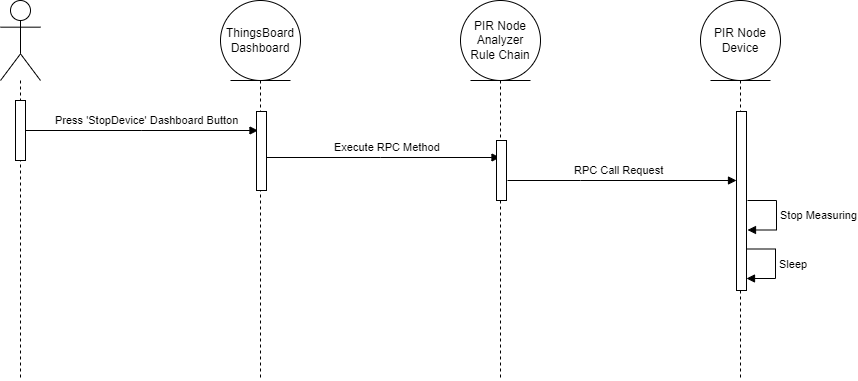 ThingsBoard
Dashboard
PIR Node
Analyzer
Rule Chain
PIR Node
Device
Press 'StopDevice' Dashboard Button
Execute RPC Method
RPC Call Request
Stop Measuring
Sleep